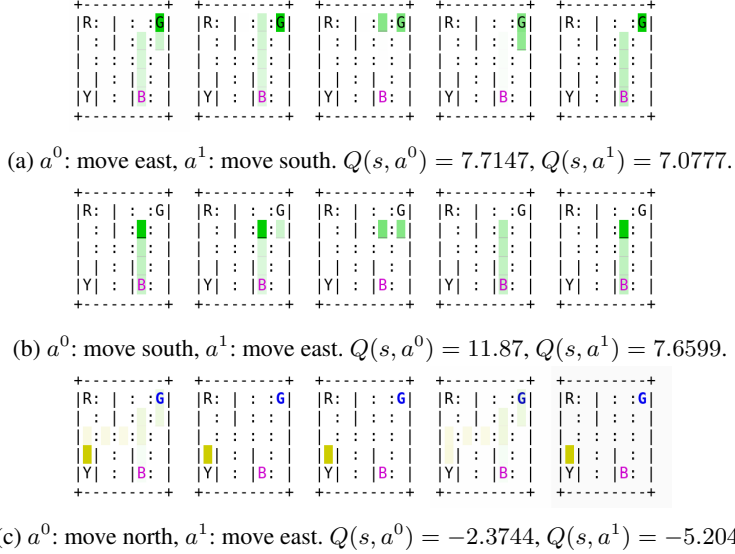 +---------+ +---------+ +---------+ +---------+ +---------+
|R: | : :G| |R: | : :G| |R: | : :G| |R: | : :G| |R: | : :G|
| : | : : | | : | : : | | : | : : | | : | : : | | : | : : |
| : : : : | | : : : : | | : : : : | | : : : : | | : : : : |
| | : | : | | | : | : | | | : | : | | | : | : | | | : | : |
|Y| : |B: | |Y| : |B: | |Y| : |B: | |Y| : |B: | |Y| : |B: |
+---------+ +---------+ +---------+ +---------+ +---------+
(a) a⁰: move east, a¹: move south. Q(s, a⁰) = 7.7147, Q(s, a¹) = 7.0777.
+---------+ +---------+ +---------+ +---------+ +---------+
|R: | : :G| |R: | : :G| |R: | : :G| |R: | : :G| |R: | : :G|
| : | : : | | : | : : | | : | : : | | : | : : | | : | : : |
| : : : : | | : : : : | | : : : : | | : : : : | | : : : : |
| | : | : | | | : | : | | | : | : | | | : | : | | | : | : |
|Y| : |B: | |Y| : |B: | |Y| : |B: | |Y| : |B: | |Y| : |B: |
+---------+ +---------+ +---------+ +---------+ +---------+
(b) a⁰: move south, a¹: move east. Q(s, a⁰) = 11.87, Q(s, a¹) = 7.6599.
+---------+ +---------+ +---------+ +---------+ +---------+
|R: | : :G| |R: | : :G| |R: | : :G| |R: | : :G| |R: | : :G|
| : | : : | | : | : : | | : | : : | | : | : : | | : | : : |
| : : : : | | : : : : | | : : : : | | : : : : | | : : : : |
| | : | : | | | : | : | | | : | : | | | : | : | | | : | : |
|Y| : |B: | |Y| : |B: | |Y| : |B: | |Y| : |B: | |Y| : |B: |
+---------+ +---------+ +---------+ +---------+ +---------+
(c) a⁰: move north, a¹: move east. Q(s, a⁰) = −2.3744, Q(s, a¹) = −5.204